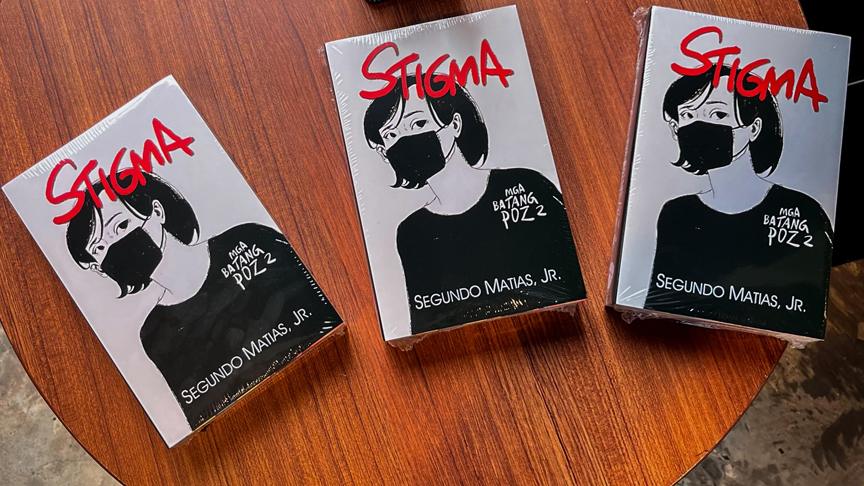 STIGMA
MGA
BATANG
POZ 2
SEGUNDO MATIAS, JR.
STIGMA
MGA
BATANG
POZ 2
SEGUNDO MATIAS, JR.
STIGMA
MGA
BATANG
POZ 2
SEGUNDO MATIAS, JR.